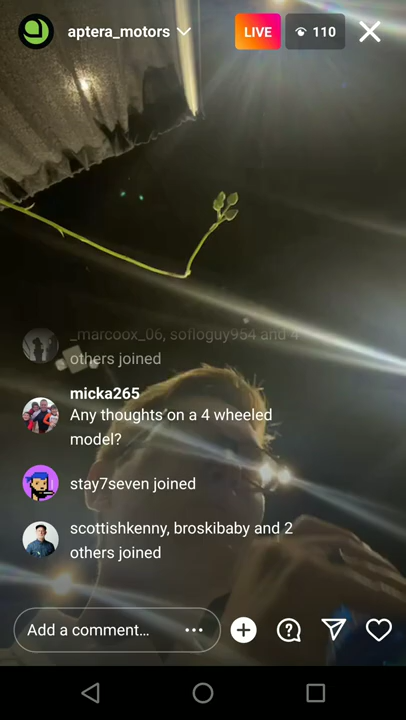 aptera_motors
LIVE
110
_marcoox_06, sofloguy954 and 4
others joined
micka265
Any thoughts on a 4 wheeled
model?
stay7seven joined
scottishkenny, broskibaby and 2
others joined
Add a comment...